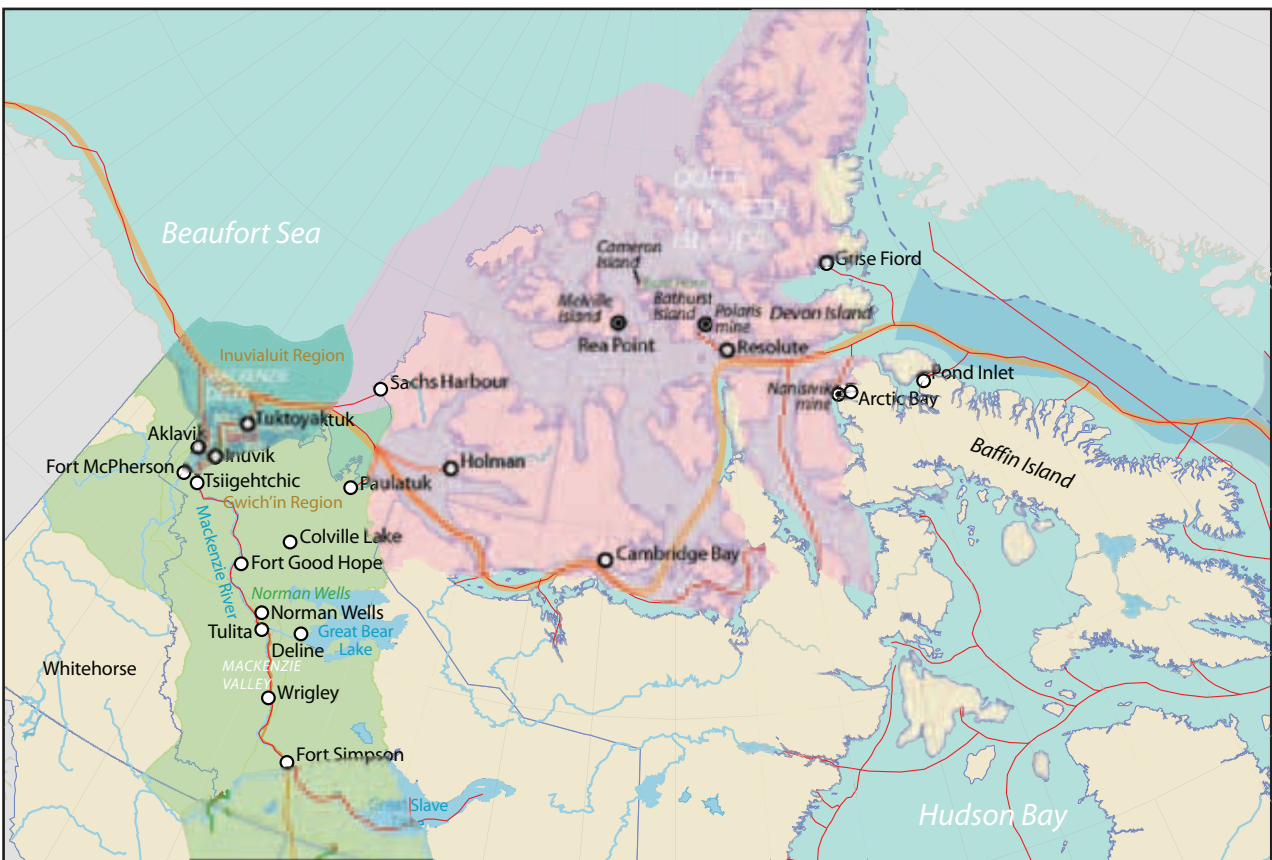 Beaufort Sea
Cameron
Island
Grise Fiord
Melville
Island
Bathurst
Island
Polaris
mine
Devon Island
Rea Point
Resolute
Inuvialuit Region
MACKENZIE
Sachs Harbour
Pond Inlet
Nanisivik
mine
Arctic Bay
Tuktoyaktuk
Aklavik
Inuvik
Holman
Baffin Island
Fort McPherson
Tsiigehtchic
Paulatuk
Gwich'in Region
Mackenzie River
Colville Lake
Cambridge Bay
Fort Good Hope
Norman Wells
Norman Wells
Tulita
Great Bear
Lake
Deline
MACKENZIE
VALLEY
Whitehorse
Wrigley
Fort Simpson
Great Slave
Hudson Bay